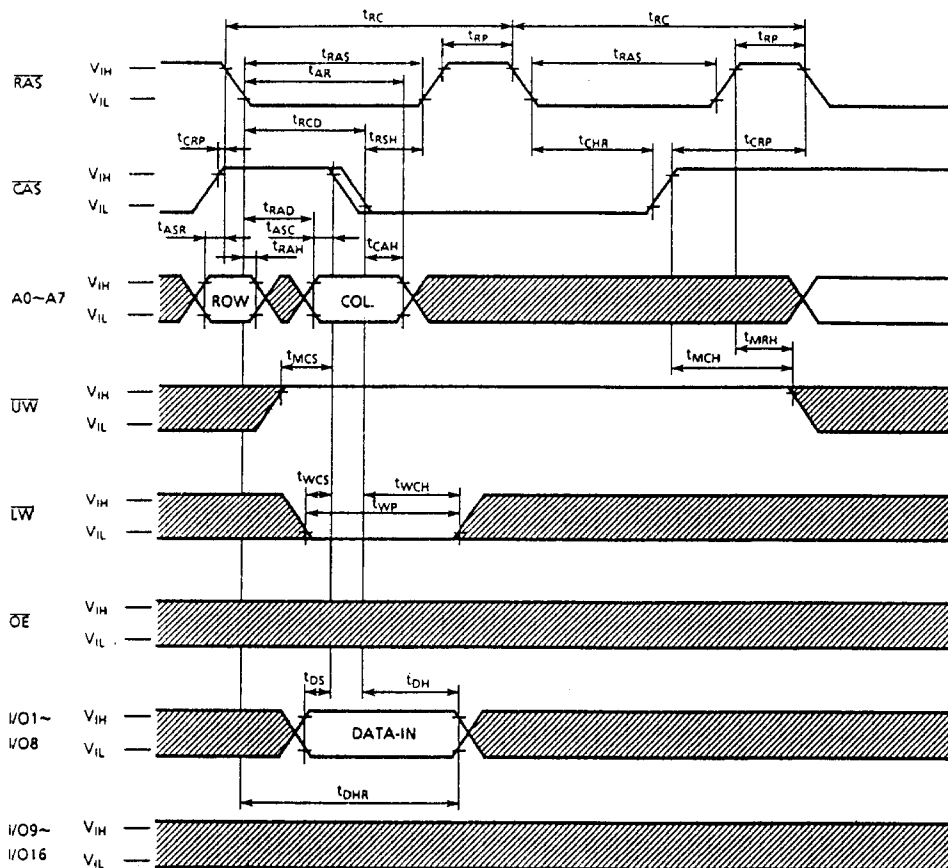 tRC tRC
tRP tRP
tRAS tRAS
tAR
RAS VIH
VIL
tRCD
tCRP tRSH tCHR tCRP
CAS VIH
VIL
tRAD
tASR tASC
tRAH tCAH
A0~A7 VIH
ROW COL.
VIL
tMRH
tMCS tMCH
UW VIH
VIL
tWCS tWCH
tWP
LW VIH
VIL
OE VIH
VIL
tDS tDH
I/O1~ VIH
DATA-IN
I/O8 VIL
tDHR
I/O9~ VIH
I/O16 VIL